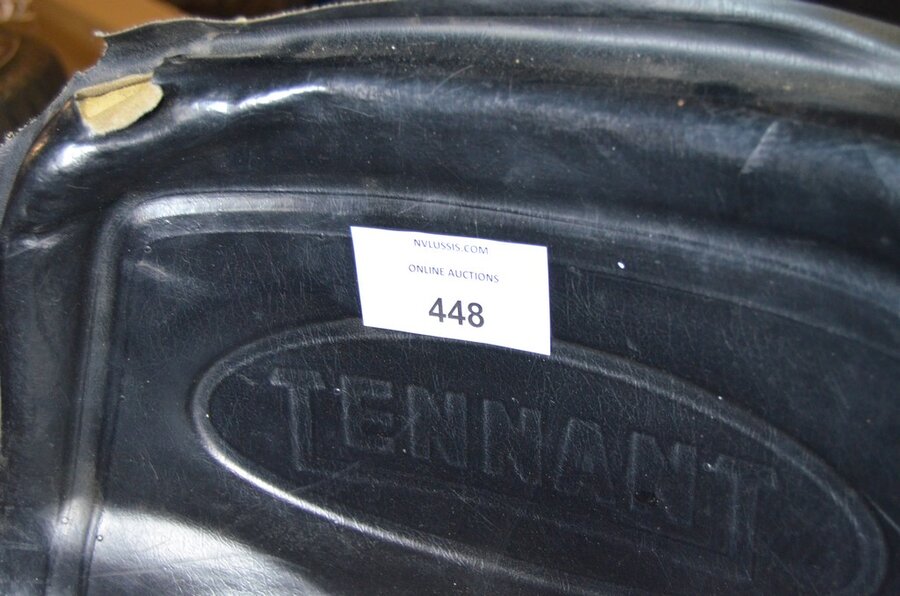 NVLUSSIS.COM
ONLINE AUCTIONS
448
TENNANT